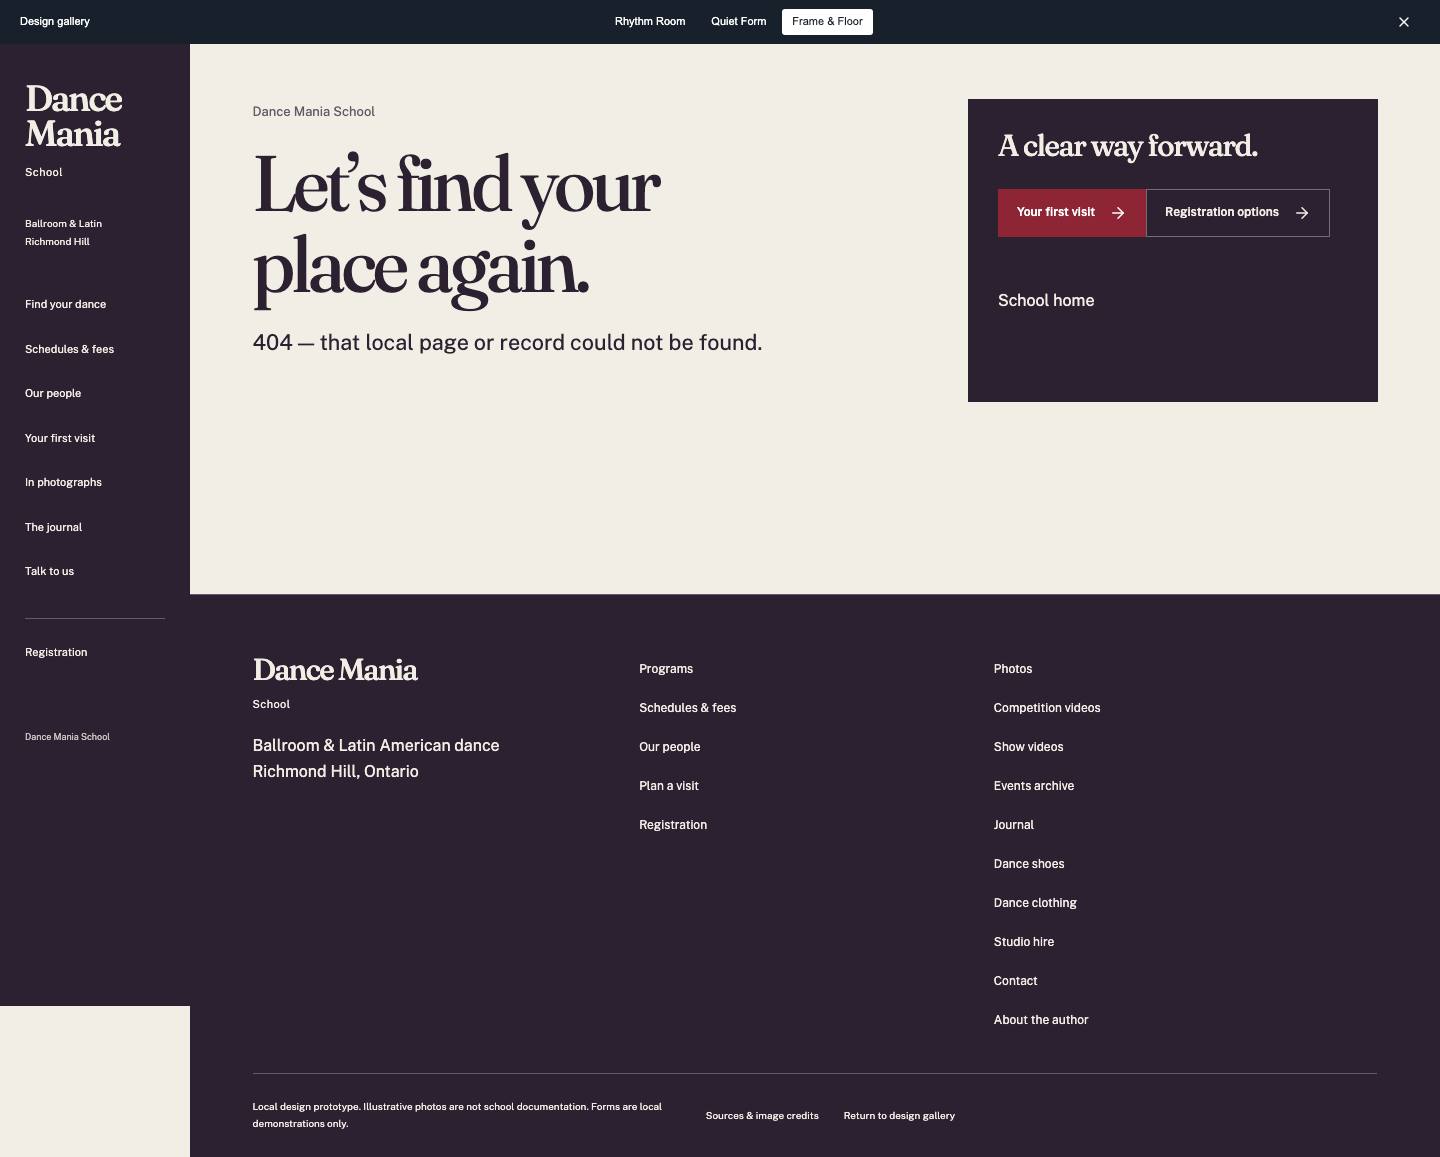 Design gallery
Rhythm Room
Quiet Form
Frame & Floor
Dance
Mania
School
Ballroom & Latin
Richmond Hill
Find your dance
Schedules & fees
Our people
Your first visit
In photographs
The journal
Talk to us
Registration
Dance Mania School
Dance Mania School
Let’s find your
place again.
404 — that local page or record could not be found.
A clear way forward.
Your first visit
Registration options
School home
Dance Mania
School
Ballroom & Latin American dance
Richmond Hill, Ontario
Programs
Schedules & fees
Our people
Plan a visit
Registration
Photos
Competition videos
Show videos
Events archive
Journal
Dance shoes
Dance clothing
Studio hire
Contact
About the author
Local design prototype. Illustrative photos are not school documentation. Forms are local
demonstrations only.
Sources & image credits
Return to design gallery